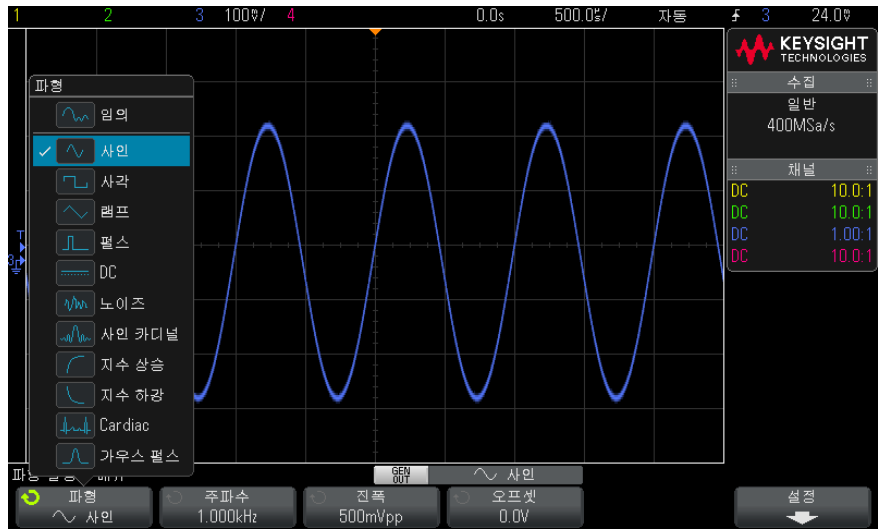 1 2 3 100㎷/ 4 0.0s 500.0㎲/ 자동 3 24.0㎷
KEYSIGHT
TECHNOLOGIES
수집
일반
400MSa/s
채널
DC 10.0:1
DC 10.0:1
DC 1.00:1
DC 10.0:1
파형
임의
사인
사각
램프
펄스
DC
노이즈
사인 카디널
지수 상승
지수 하강
Cardiac
가우스 펄스
T
3
GEN OUT 사인
파형 사인
주파수 1.000kHz
진폭 500mVpp
오프셋 0.0V
설정